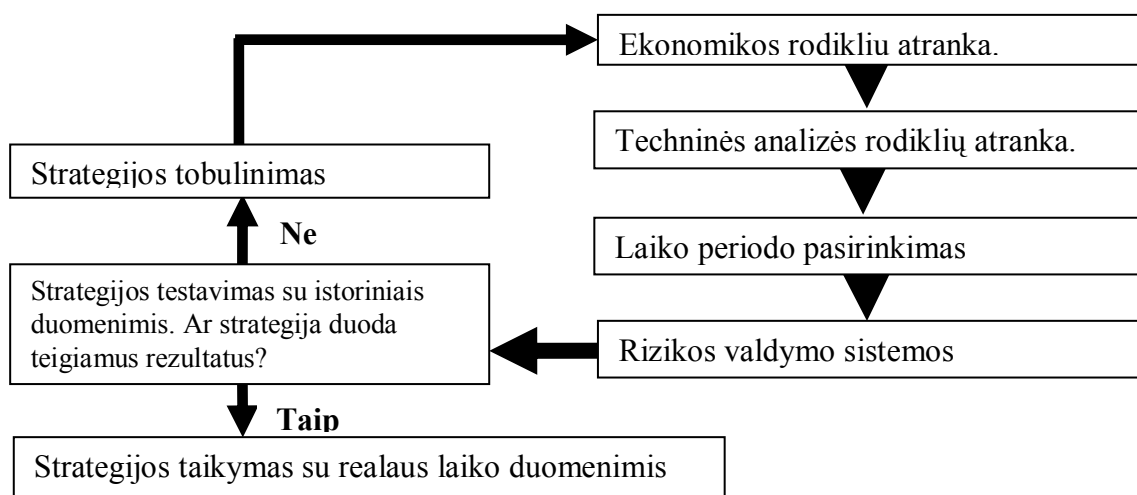 Ekonomikos rodikliu atranka.
Techninės analizės rodiklių atranka.
Strategijos tobulinimas
Ne
Laiko periodo pasirinkimas
Strategijos testavimas su istoriniais
duomenimis. Ar strategija duoda
teigiamus rezultatus?
Rizikos valdymo sistemos
Taip
Strategijos taikymas su realaus laiko duomenimis